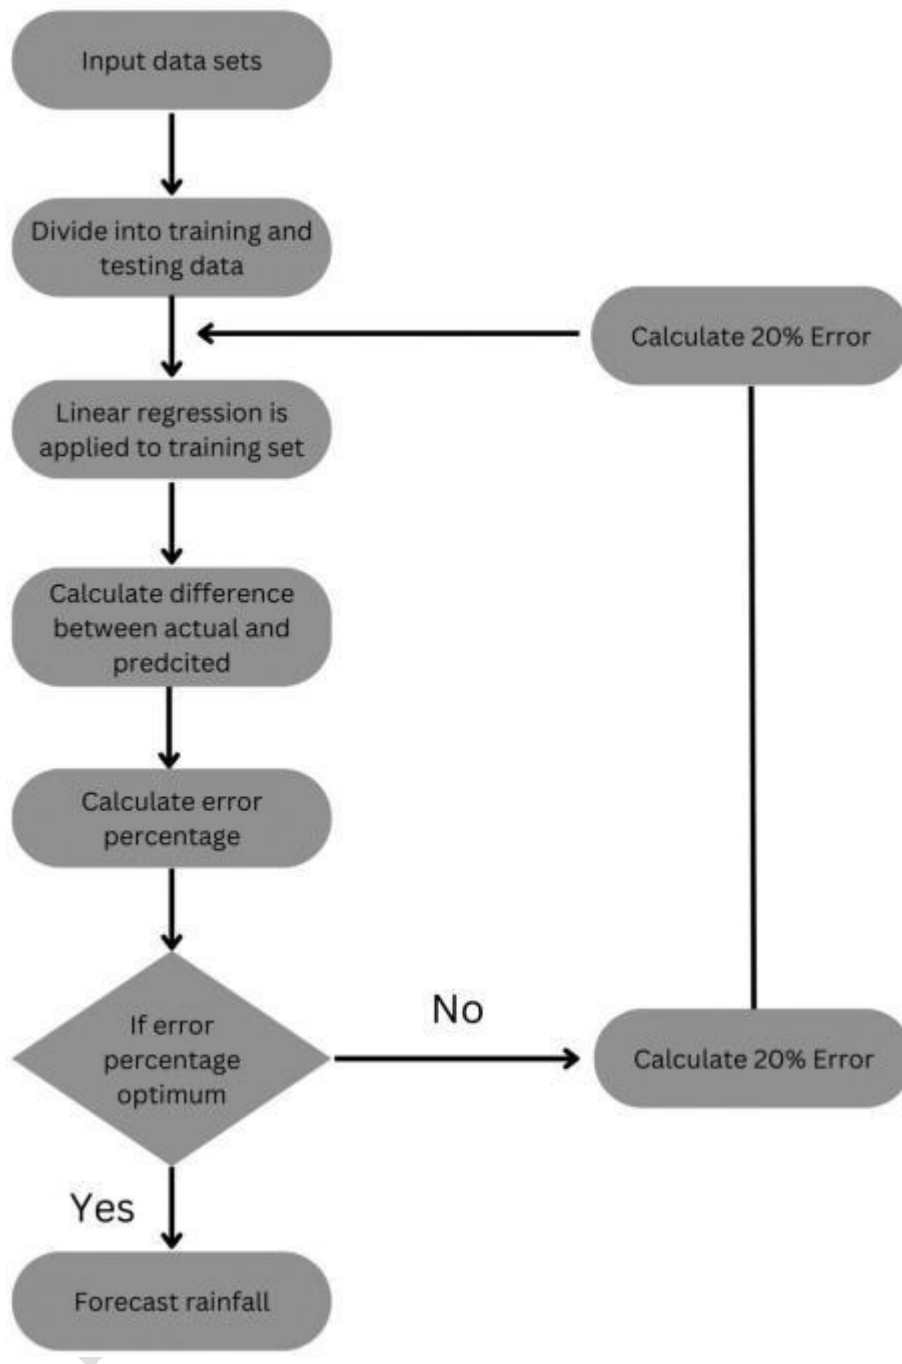 Input data sets
Divide into training and
testing data
Calculate 20% Error
Linear regression is
applied to training set
Calculate difference
between actual and
predcited
Calculate error
percentage
If error
percentage
optimum
No
Calculate 20% Error
Yes
Forecast rainfall